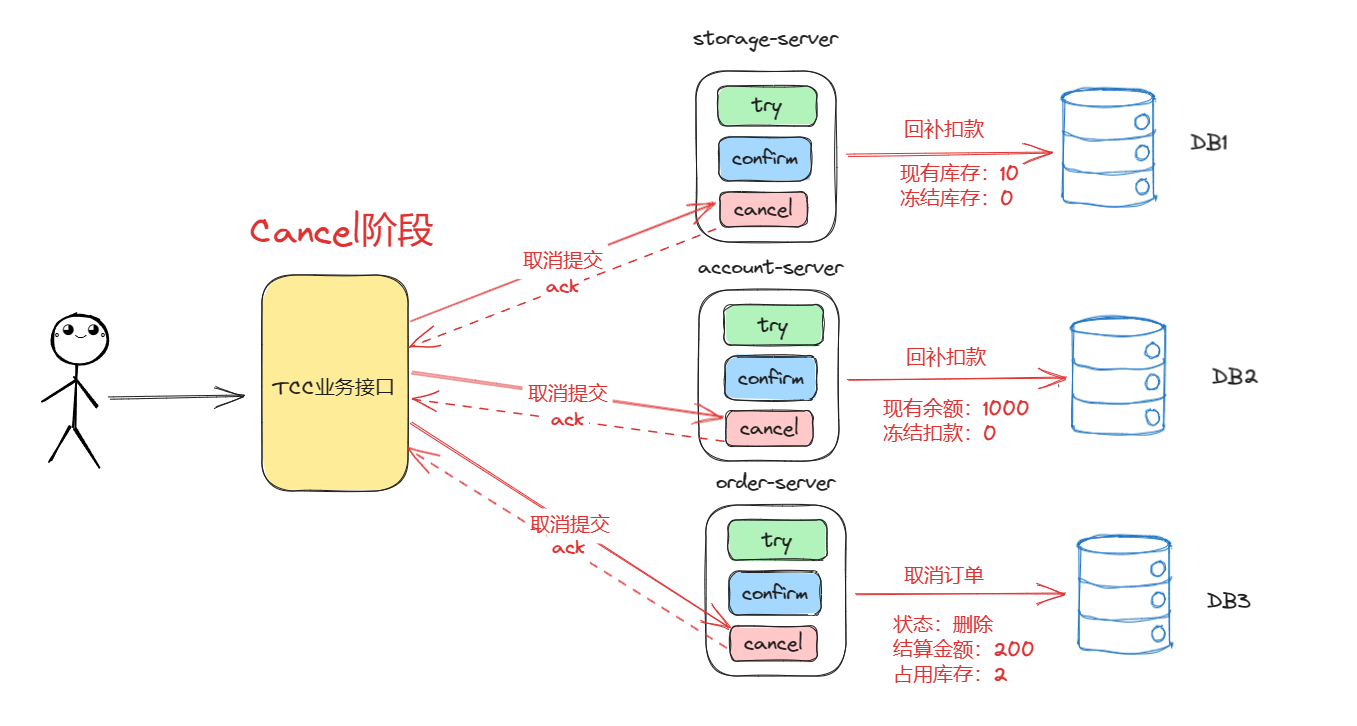 storage-server
try
confirm
cancel
回补扣款
现有库存：10
冻结库存：0
DB1
Cancel阶段
取消提交
ack
TCC业务接口
account-server
try
confirm
cancel
回补扣款
现有余额：1000
冻结扣款：0
DB2
取消提交
ack
order-server
try
confirm
cancel
取消订单
状态：删除
结算金额：200
占用库存：2
DB3
取消提交
ack